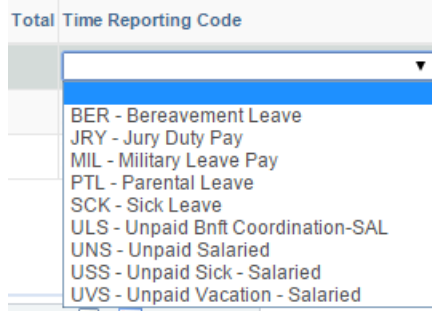 Total Time Reporting Code
BER - Bereavement Leave
JRY - Jury Duty Pay
MIL - Military Leave Pay
PTL - Parental Leave
SCK - Sick Leave
ULS - Unpaid Bnft Coordination-SAL
UNS - Unpaid Salaried
USS - Unpaid Sick - Salaried
UVS - Unpaid Vacation - Salaried